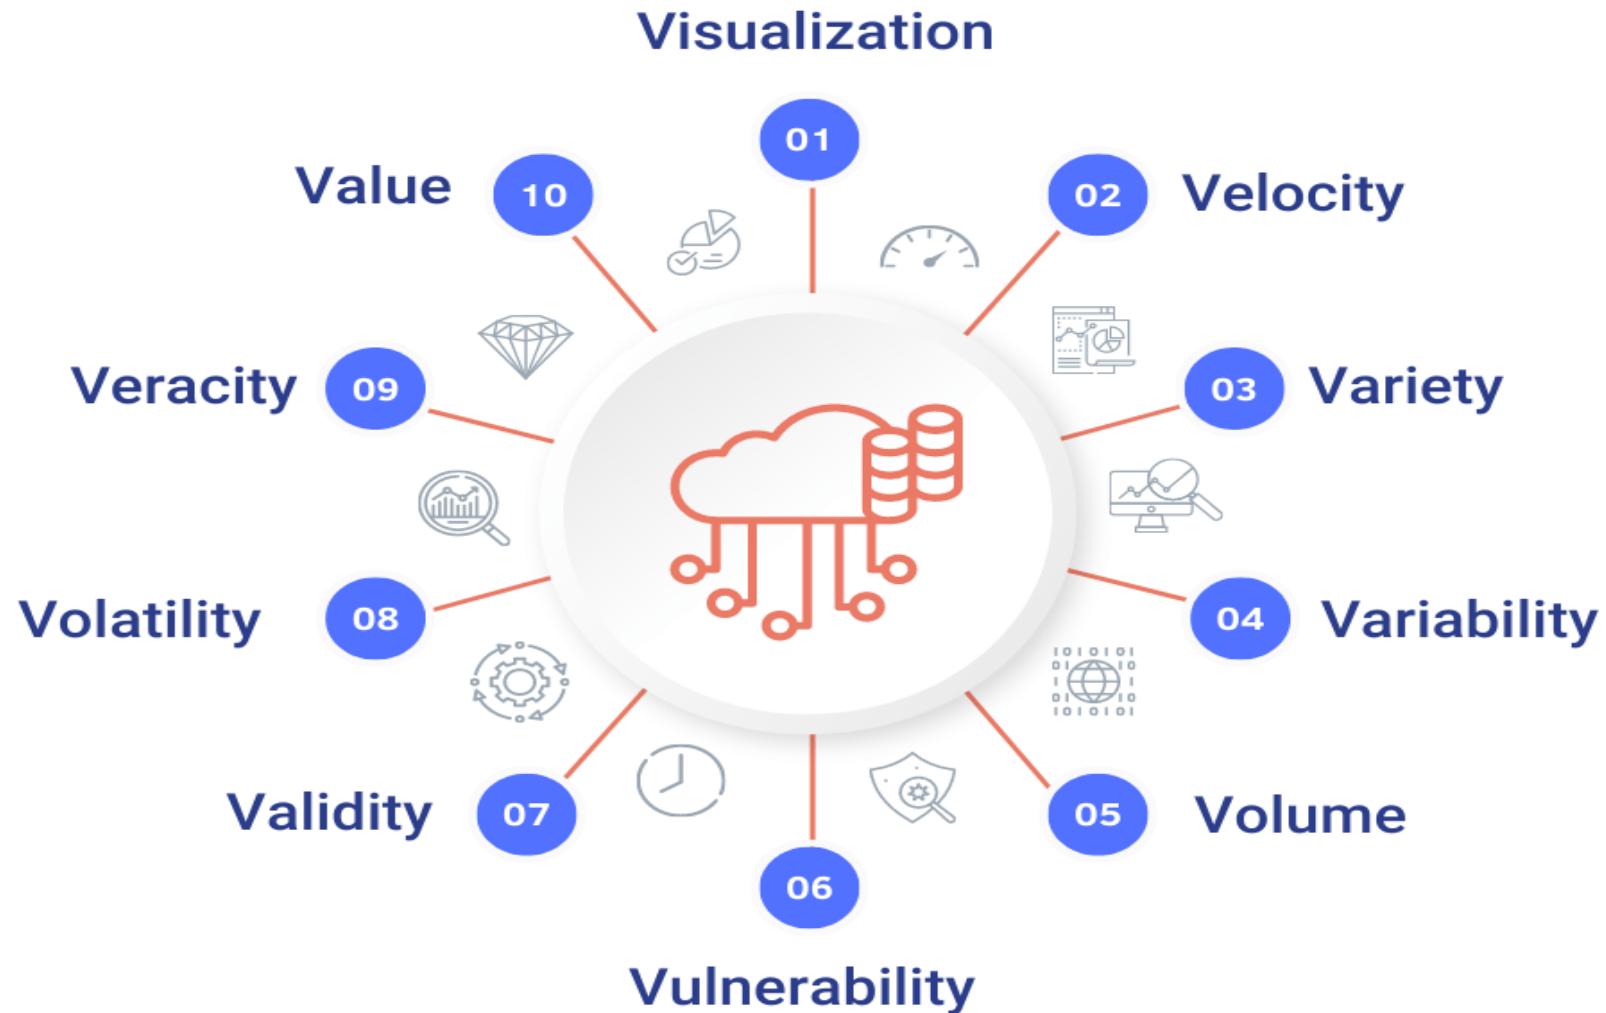 Visualization
01
02 Velocity
03 Variety
04 Variability
05 Volume
06
Vulnerability
Validity 07
Volatility 08
Veracity 09
Value 10